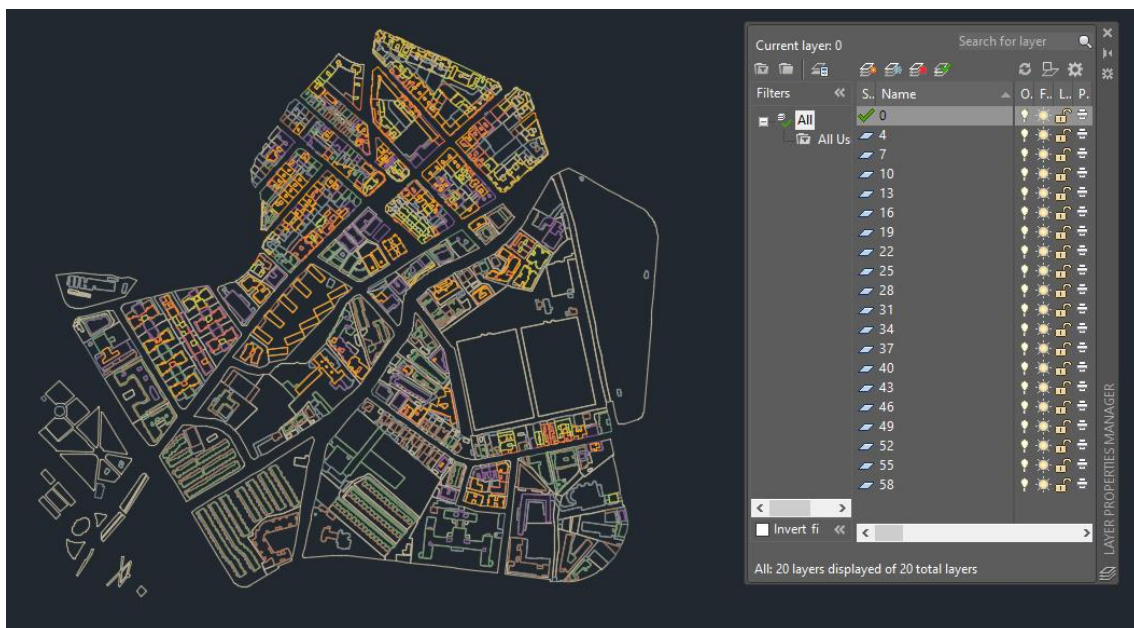 Current layer: 0
Search for layer
Filters
S.. Name
O. F.. L... P.
All
All Us
0
4
7
10
13
16
19
22
25
28
31
34
37
40
43
46
49
52
55
58
Invert fi
All: 20 layers displayed of 20 total layers
LAYER PROPERTIES MANAGER